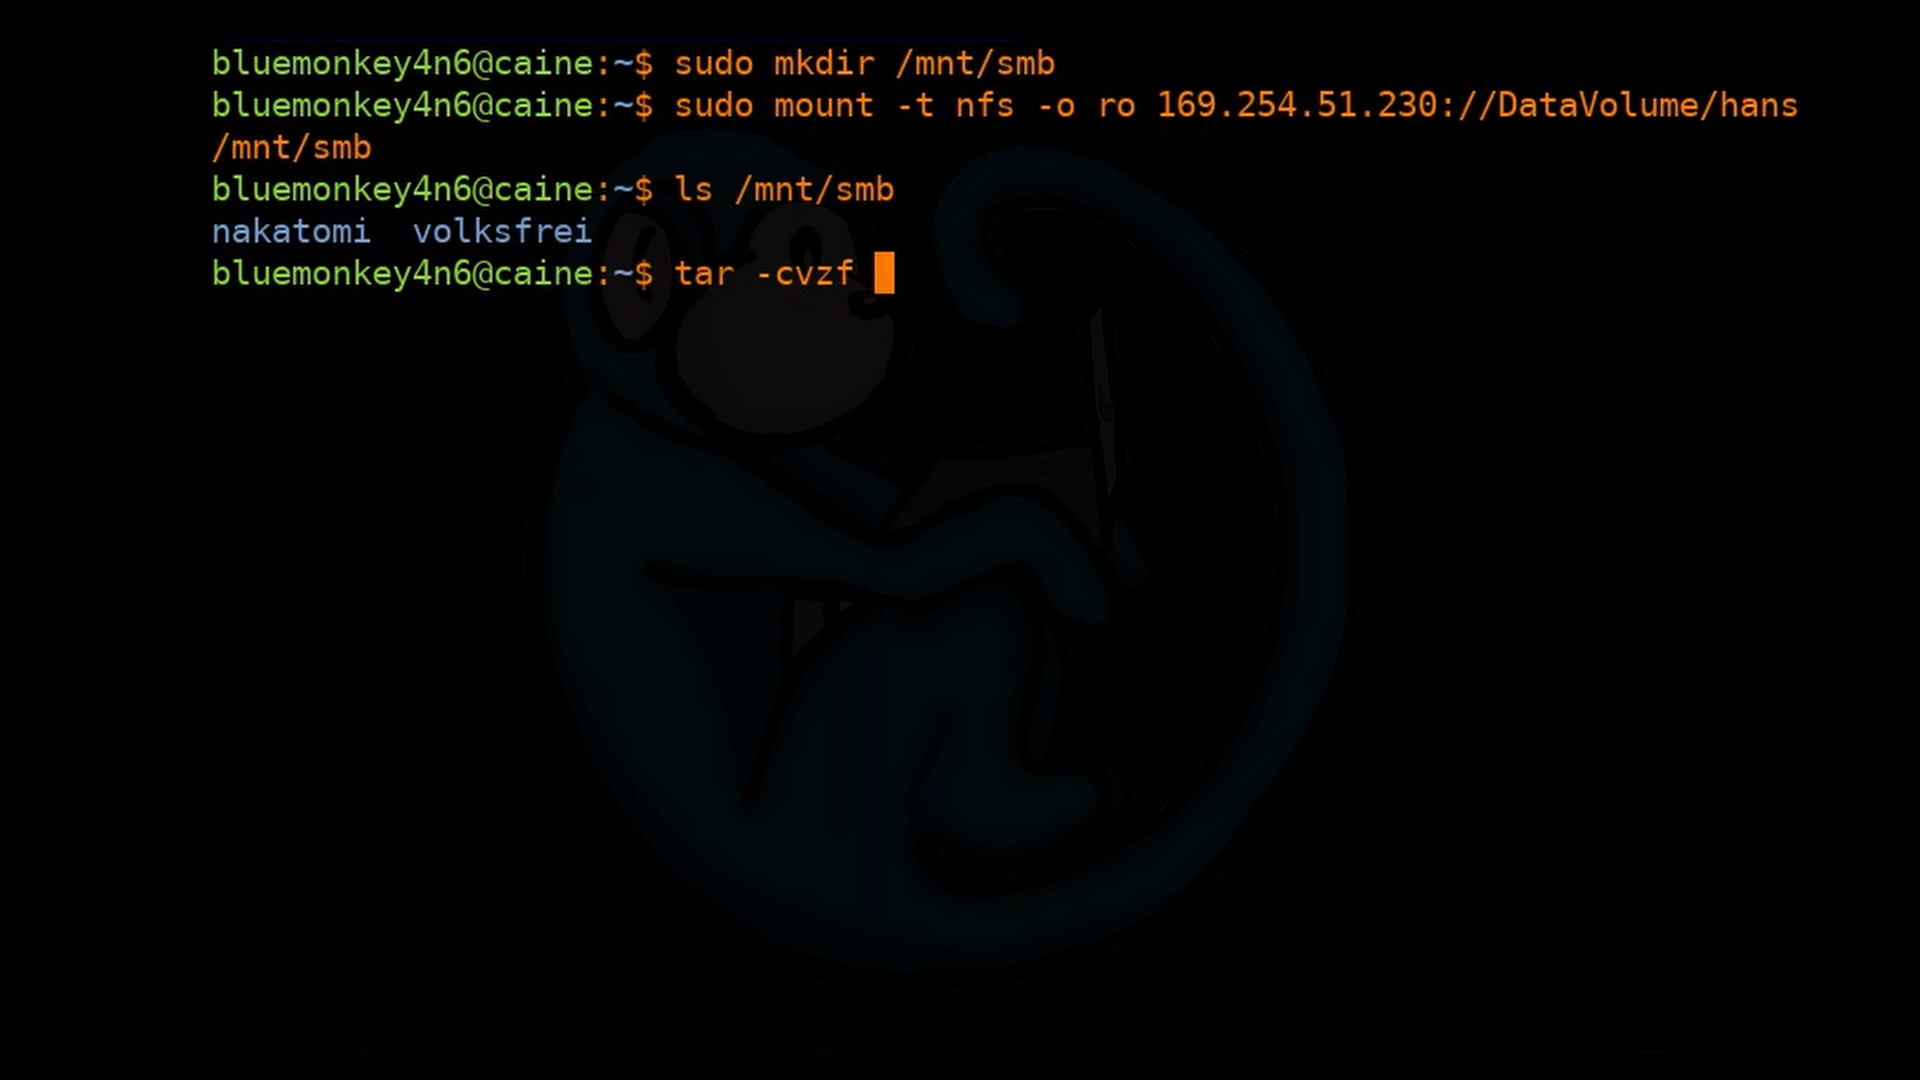 bluemonkey4n6@caine:~$ sudo mkdir /mnt/smb
bluemonkey4n6@caine:~$ sudo mount -t nfs -o ro 169.254.51.230://DataVolume/hans
/mnt/smb
bluemonkey4n6@caine:~$ ls /mnt/smb
nakatomi  volksfrei
bluemonkey4n6@caine:~$ tar -cvzf